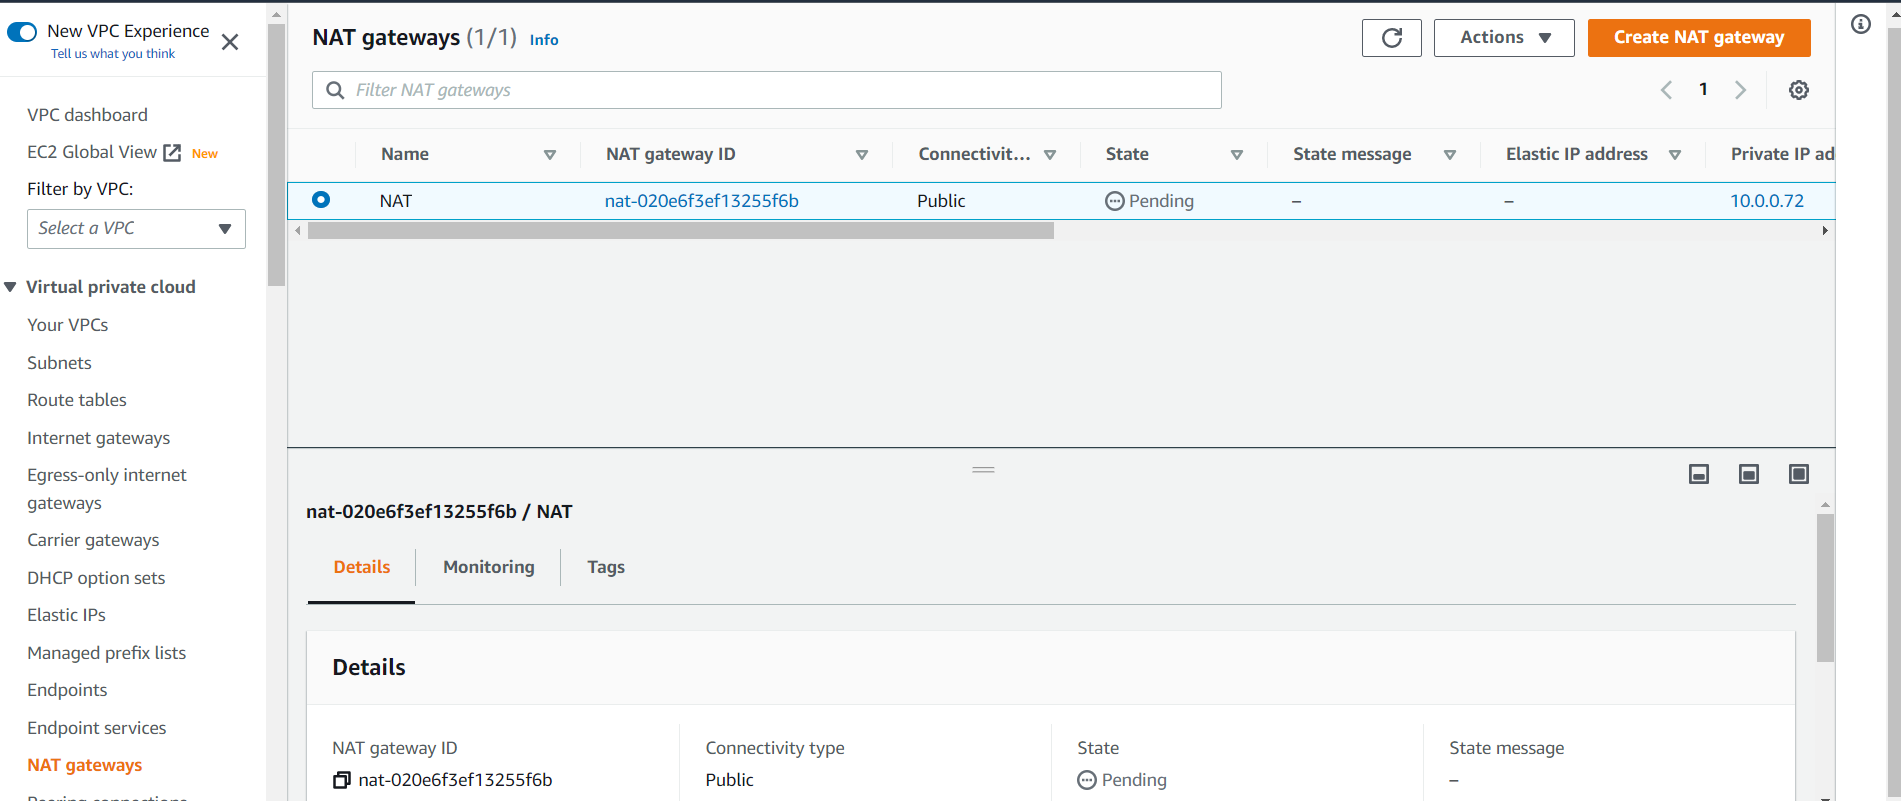 New VPC Experience
Tell us what you think
VPC dashboard
EC2 Global View New
Filter by VPC:
Select a VPC
Virtual private cloud
Your VPCs
Subnets
Route tables
Internet gateways
Egress-only internet
gateways
Carrier gateways
DHCP option sets
Elastic IPs
Managed prefix lists
Endpoints
Endpoint services
NAT gateways
Peering connections
NAT gateways (1/1) Info
Actions
Create NAT gateway
Filter NAT gateways
1
Name NAT gateway ID Connectivit... State State message Elastic IP address Private IP ad
NAT nat-020e6f3ef13255f6b Public Pending – – 10.0.0.72
nat-020e6f3ef13255f6b / NAT
Details Monitoring Tags
Details
NAT gateway ID Connectivity type State State message
nat-020e6f3ef13255f6b Public Pending –